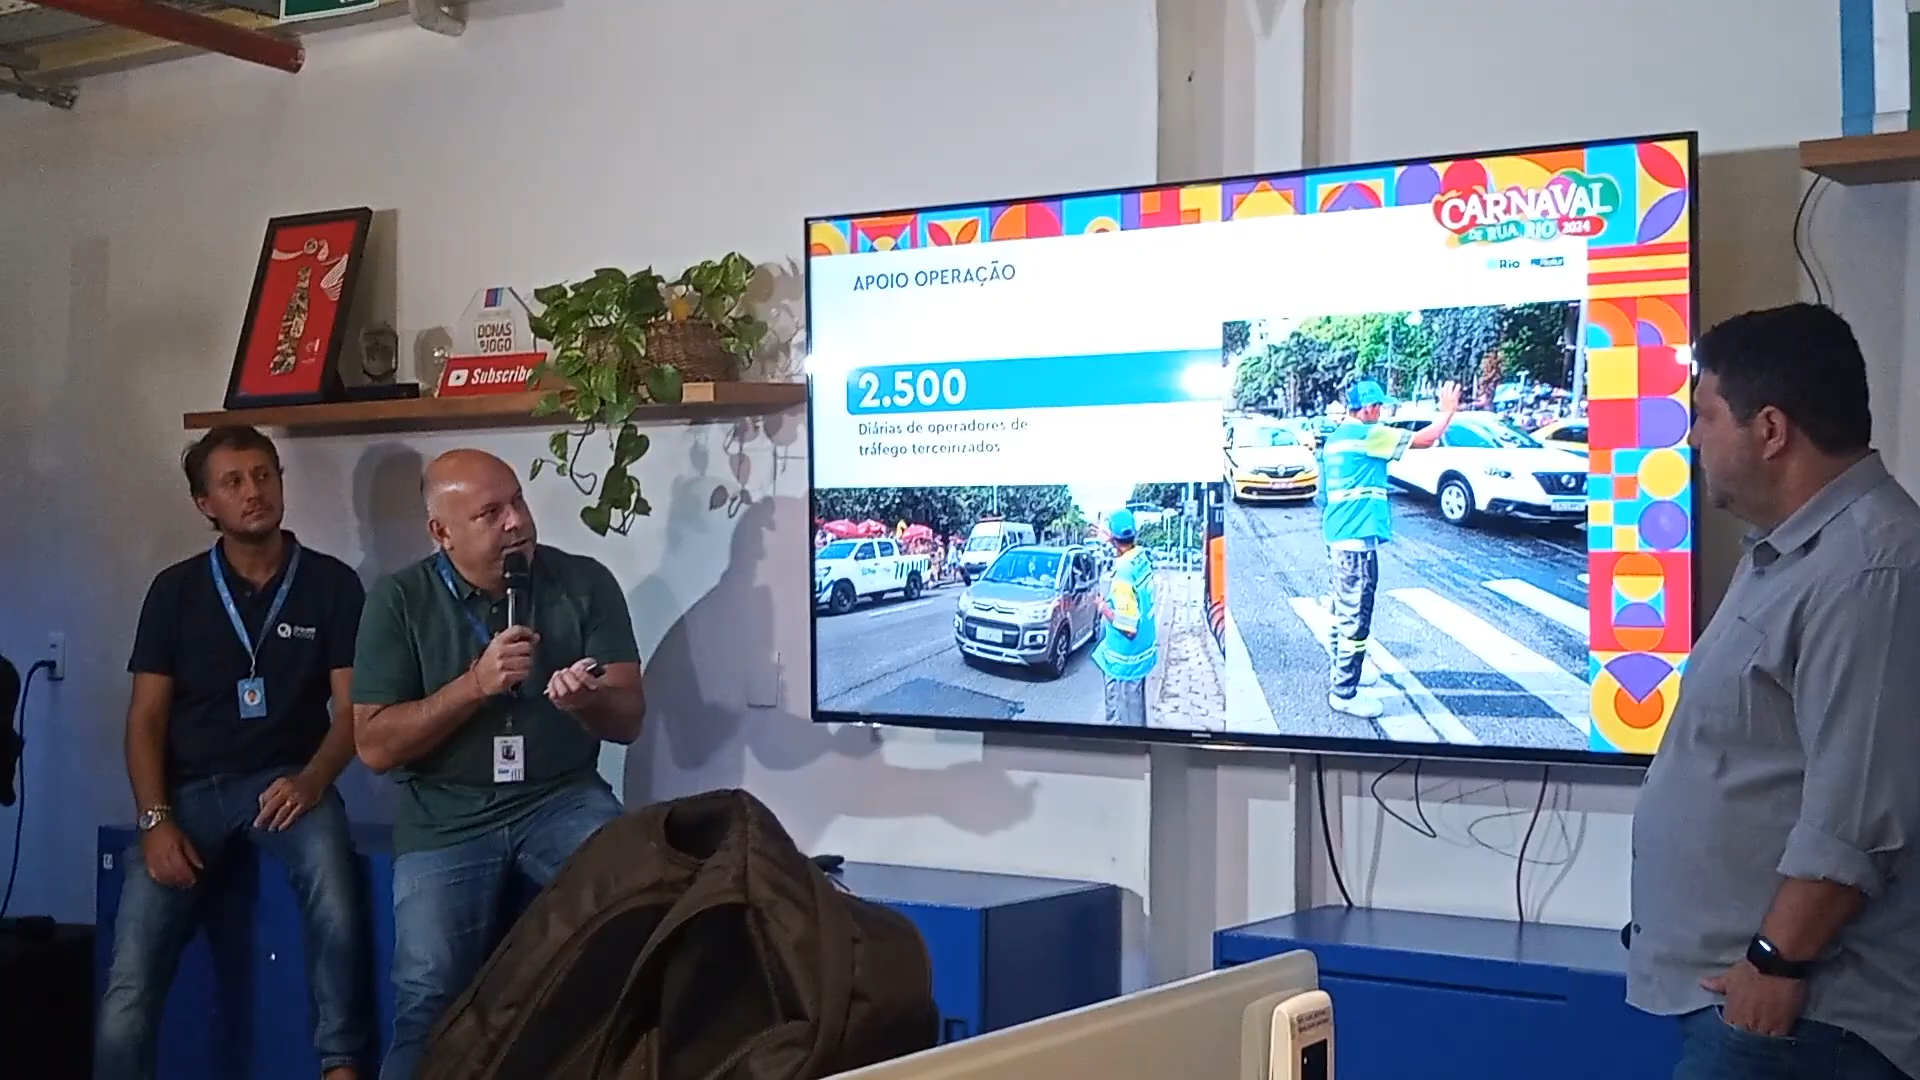 CARNAVAL
DE RUA RIO 2024
Rio
APOIO OPERAÇÃO
2.500
Diárias de operadores de
tráfego terceirizados
DONAS
DO JOGO
Subscribe